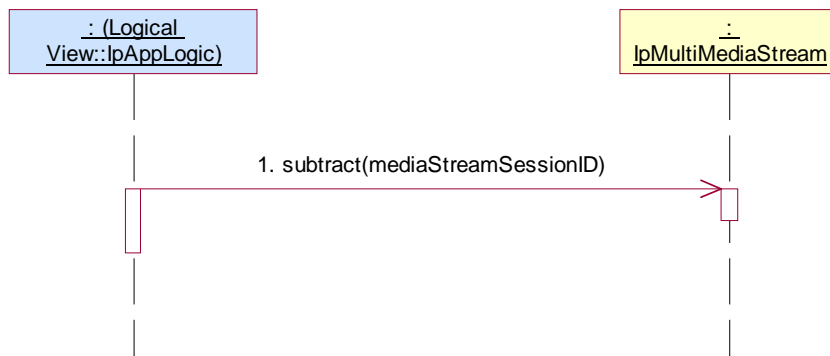 : (Logical
View::IpAppLogic)
:
IpMultiMediaStream
1. subtract(mediaStreamSessionID)